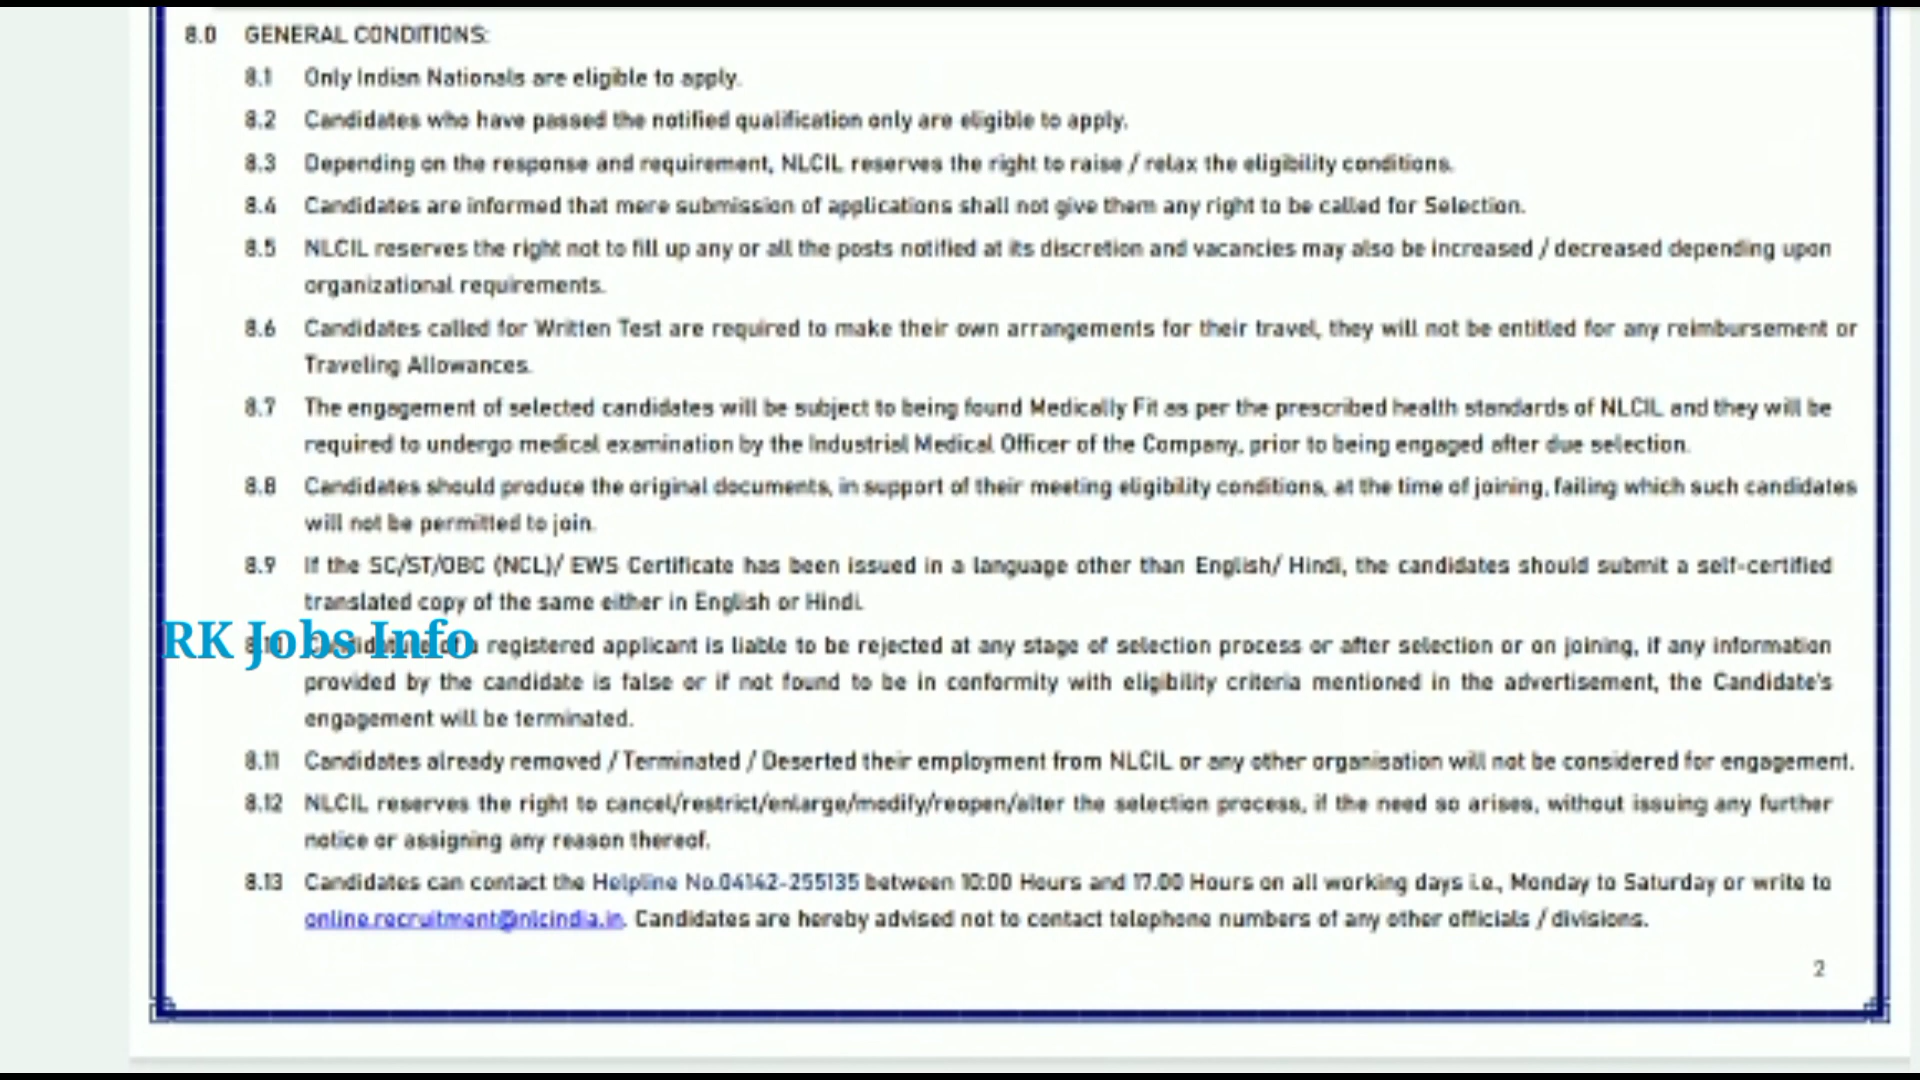 8.0 GENERAL CONDITIONS:
8.1 Only Indian Nationals are eligible to apply.
8.2 Candidates who have passed the notified qualification only are eligible to apply.
8.3 Depending on the response and requirement, NLCIL reserves the right to raise / relax the eligibility conditions.
8.4 Candidates are informed that mere submission of applications shall not give them any right to be called for Selection.
8.5 NLCIL reserves the right not to fill up any or all the posts notified at its discretion and vacancies may also be increased / decreased depending upon
organizational requirements.
8.6 Candidates called for Written Test are required to make their own arrangements for their travel, they will not be entitled for any reimbursement or
Traveling Allowances.
8.7 The engagement of selected candidates will be subject to being found Medically Fit as per the prescribed health standards of NLCIL and they will be
required to undergo medical examination by the Industrial Medical Officer of the Company, prior to being engaged after due selection.
8.8 Candidates should produce the original documents, in support of their meeting eligibility conditions, at the time of joining, failing which such candidates
will not be permitted to join.
8.9 If the SC/ST/OBC (NCL)/ EWS Certificate has been issued in a language other than English/ Hindi, the candidates should submit a self-certified
translated copy of the same either in English or Hindi.
RK Jobs Info
8.10 Candidature of a registered applicant is liable to be rejected at any stage of selection process or after selection or on joining, if any information
provided by the candidate is false or if not found to be in conformity with eligibility criteria mentioned in the advertisement, the Candidate's
engagement will be terminated.
8.11 Candidates already removed / Terminated / Deserted their employment from NLCIL or any other organisation will not be considered for engagement.
8.12 NLCIL reserves the right to cancel/restrict/enlarge/modify/reopen/alter the selection process, if the need so arises, without issuing any further
notice or assigning any reason thereof.
8.13 Candidates can contact the Helpline No.04142-255135 between 10:00 Hours and 17.00 Hours on all working days i.e., Monday to Saturday or write to
online.recruitment@nlcindia.in. Candidates are hereby advised not to contact telephone numbers of any other officials / divisions.
2